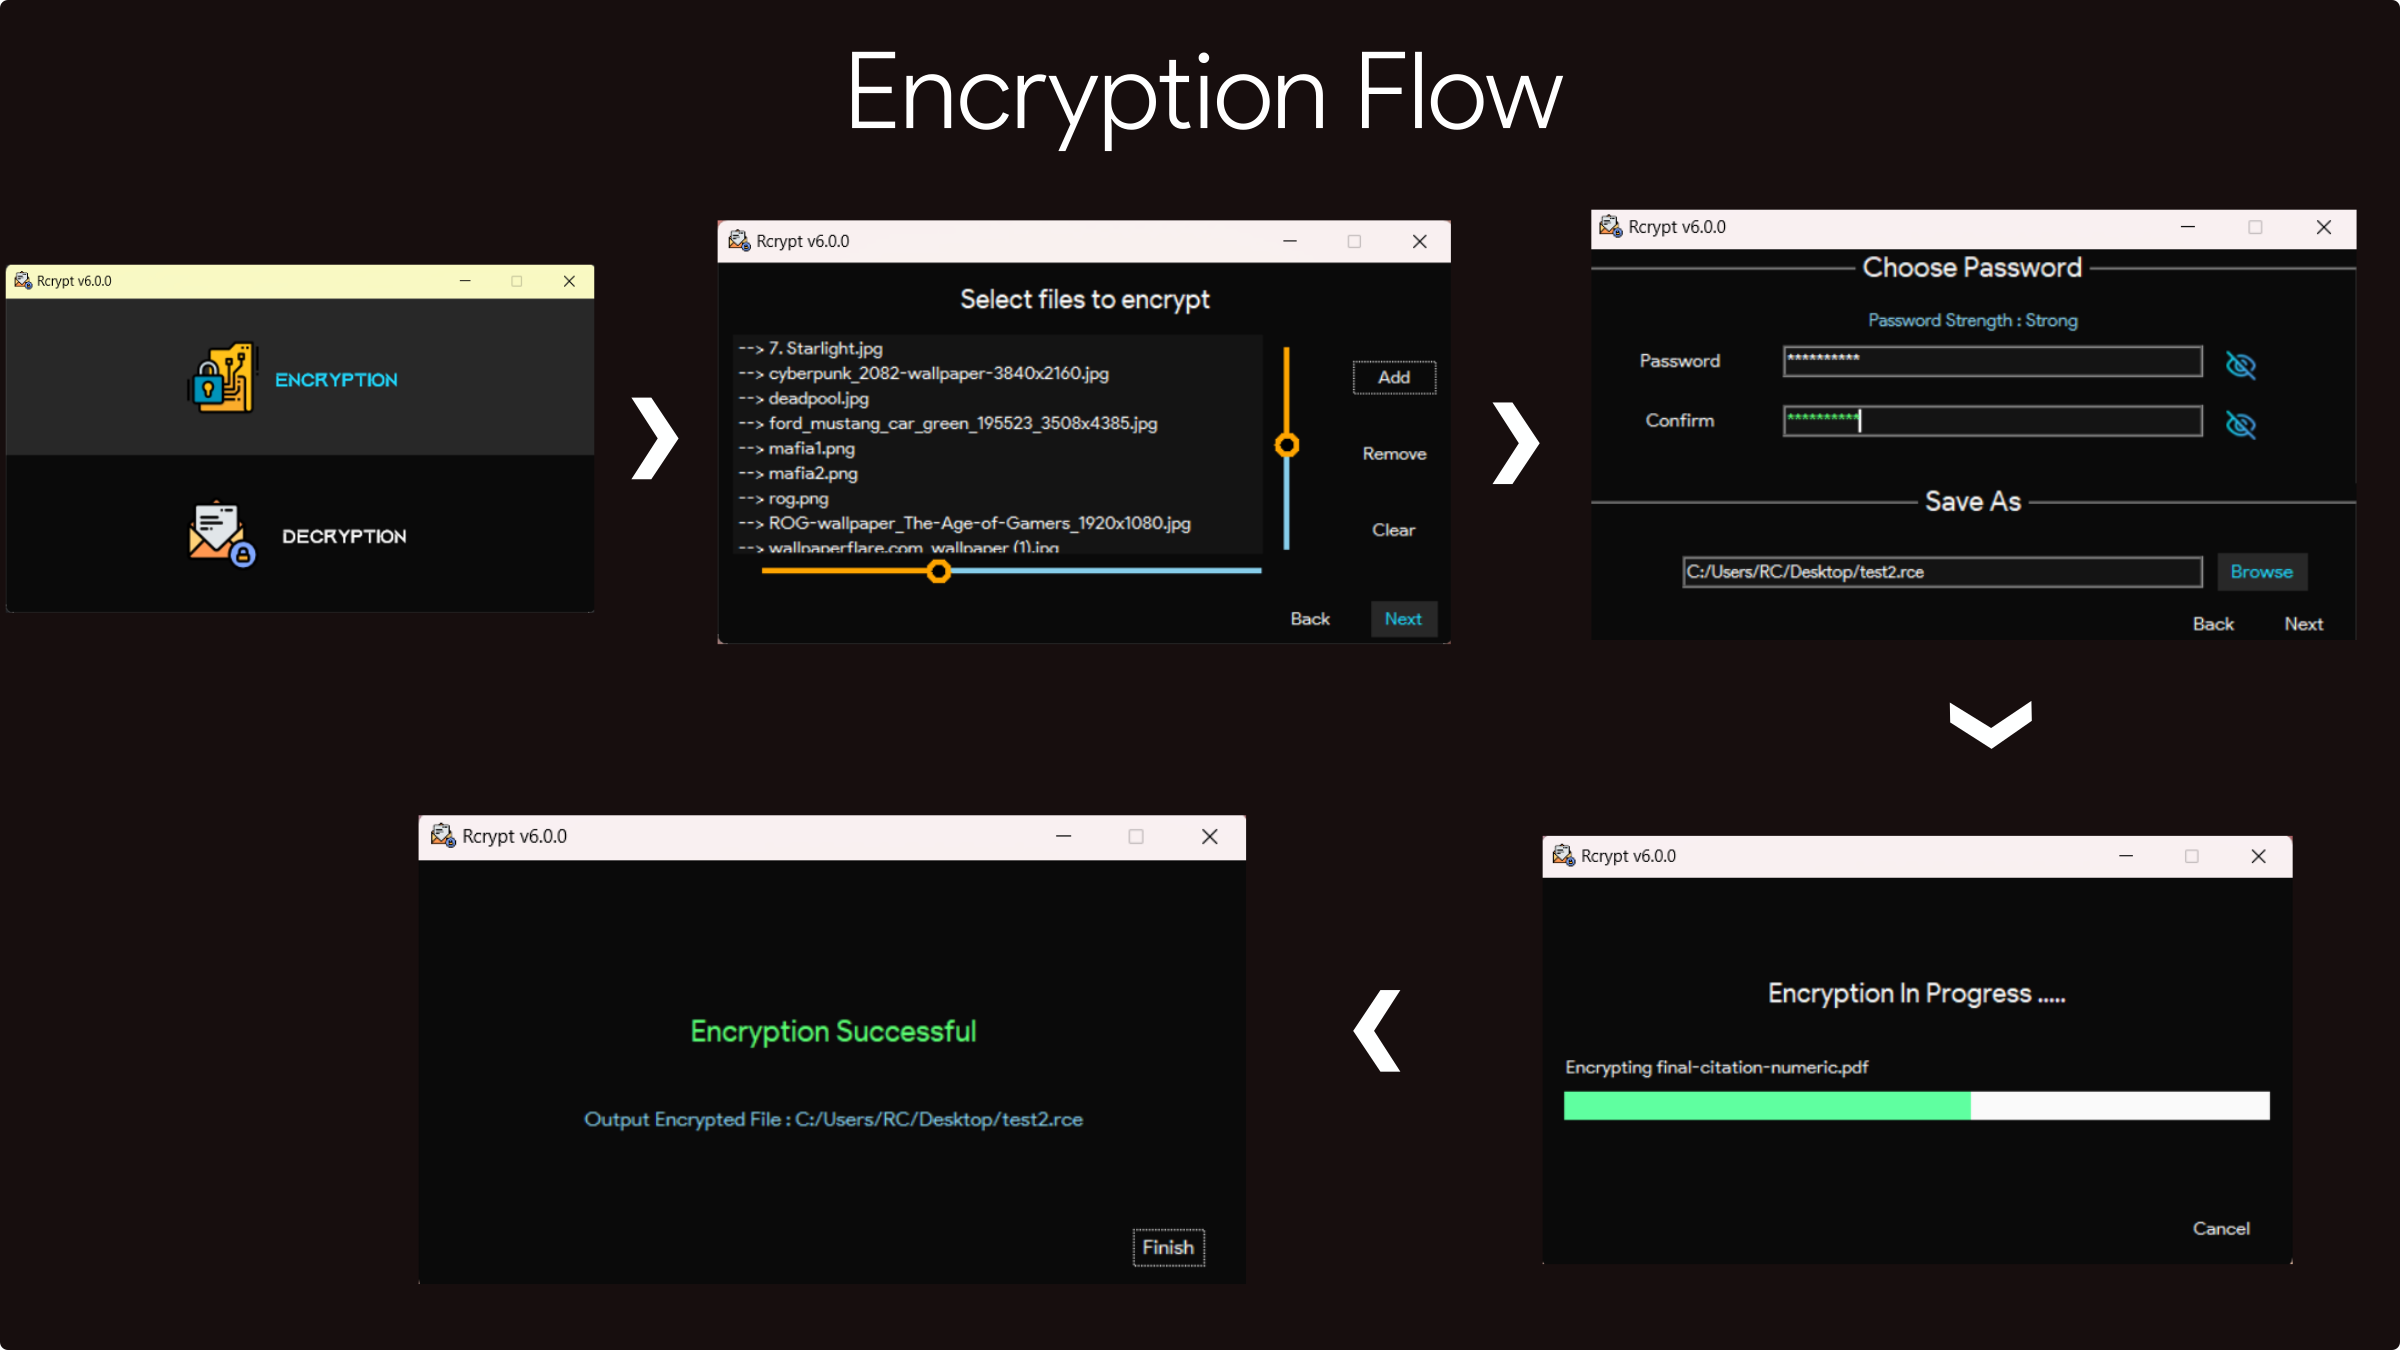 Encryption Flow
Rcrypt v6.0.0
ENCRYPTION
DECRYPTION
Rcrypt v6.0.0
Select files to encrypt
--> 7. Starlight.jpg
--> cyberpunk_2082-wallpaper-3840x2160.jpg
--> deadpool.jpg
--> ford_mustang_car_green_195523_3508x4385.jpg
--> mafia1.png
--> mafia2.png
--> rog.png
--> ROG-wallpaper_The-Age-of-Gamers_1920x1080.jpg
--> wallpaperflare.com_wallpaper (1).jpg
Add
Remove
Clear
Back Next
Rcrypt v6.0.0
Choose Password
Password Strength : Strong
Password **********
Confirm **********
Save As
C:/Users/RC/Desktop/test2.rce Browse
Back Next
Rcrypt v6.0.0
Encryption In Progress .....
Encrypting final-citation-numeric.pdf
Cancel
Rcrypt v6.0.0
Encryption Successful
Output Encrypted File : C:/Users/RC/Desktop/test2.rce
Finish